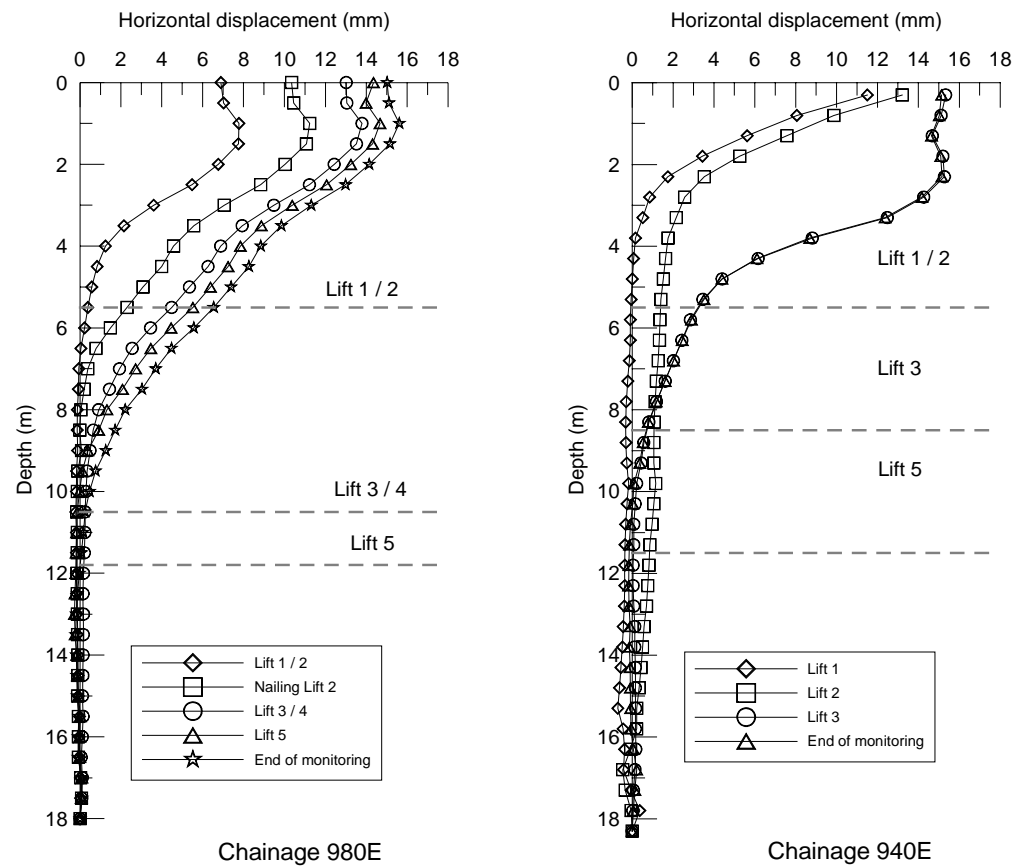 Horizontal displacement (mm)
0 2 4 6 8 10 12 14 16 18
0
2
4
6
8
10
12
14
16
18
Depth (m)
Lift 1 / 2
Lift 3 / 4
Lift 5
Lift 1 / 2
Nailing Lift 2
Lift 3 / 4
Lift 5
End of monitoring
Chainage 980E
Horizontal displacement (mm)
0 2 4 6 8 10 12 14 16 18
0
2
4
6
8
10
12
14
16
18
Depth (m)
Lift 1 / 2
Lift 3
Lift 5
Lift 1
Lift 2
Lift 3
End of monitoring
Chainage 940E